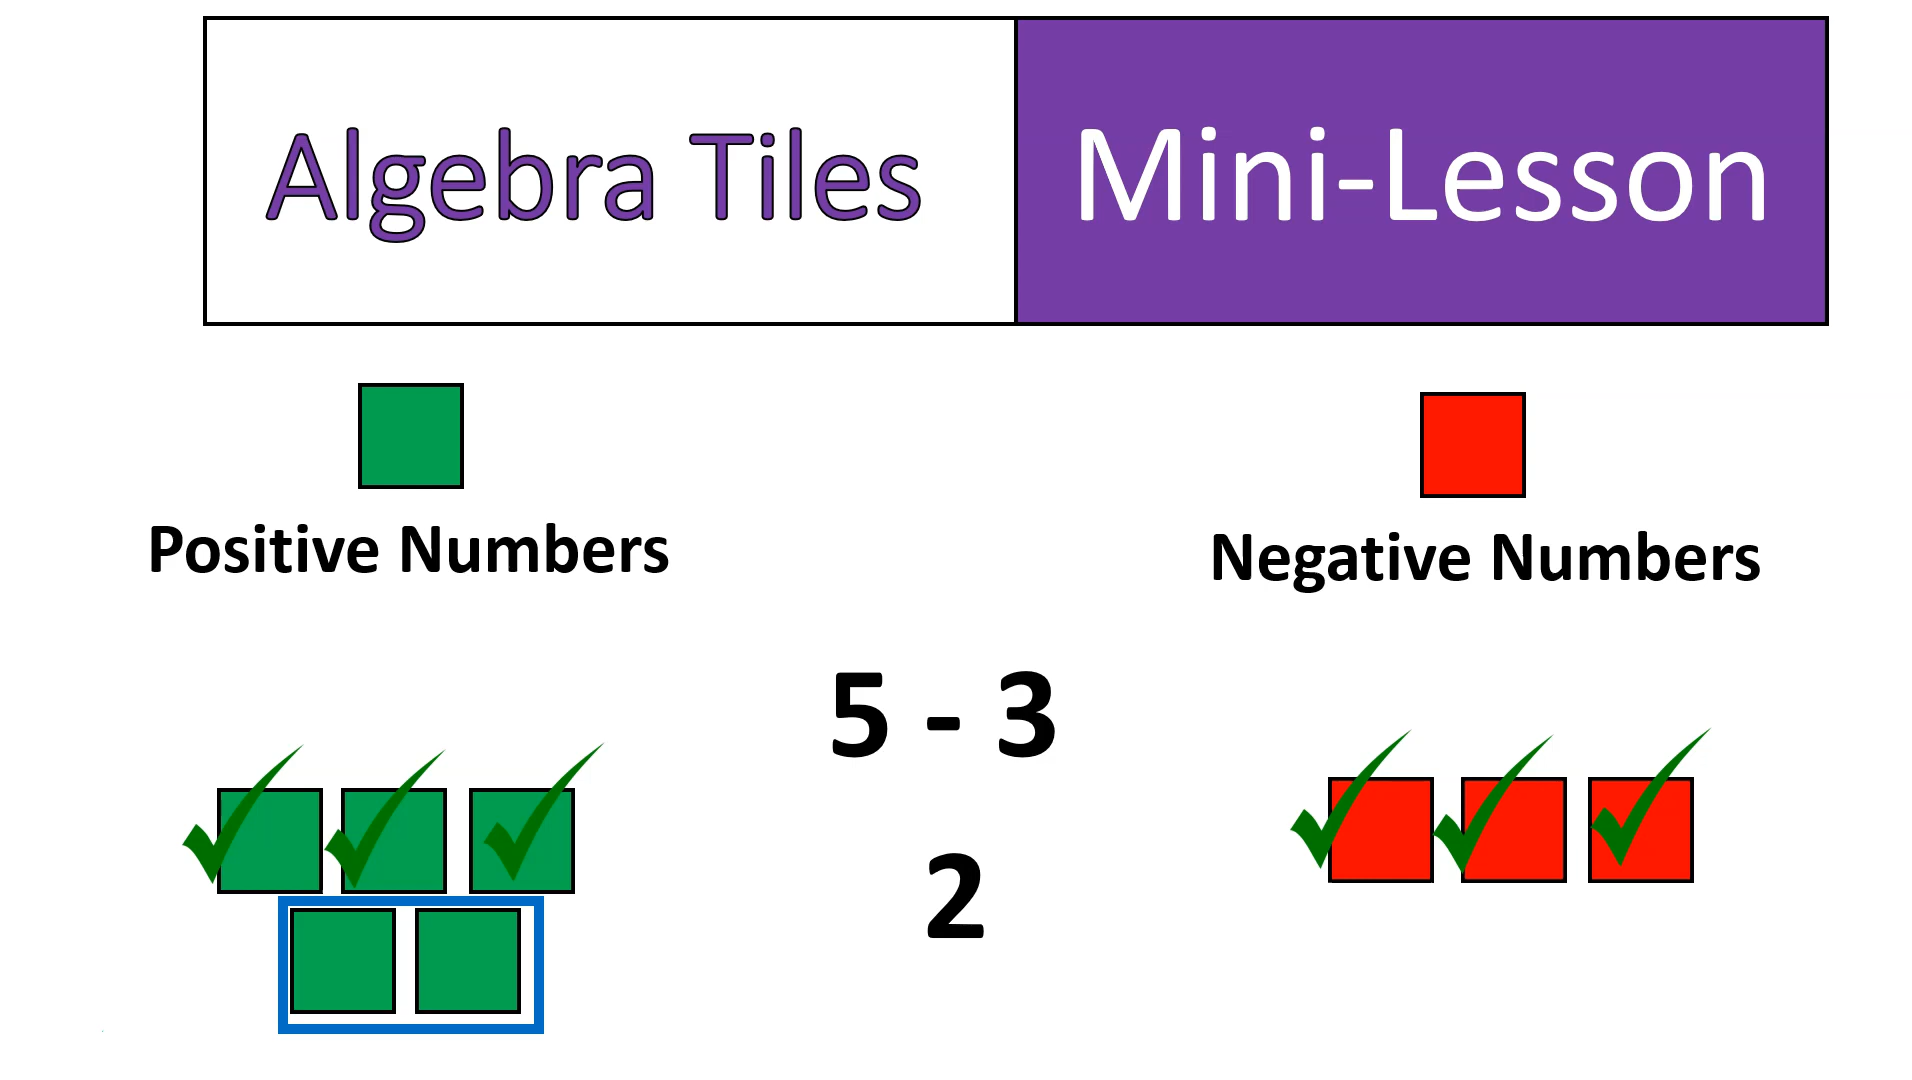 Algebra Tiles
Mini-Lesson
Positive Numbers
Negative Numbers
5 - 3
2